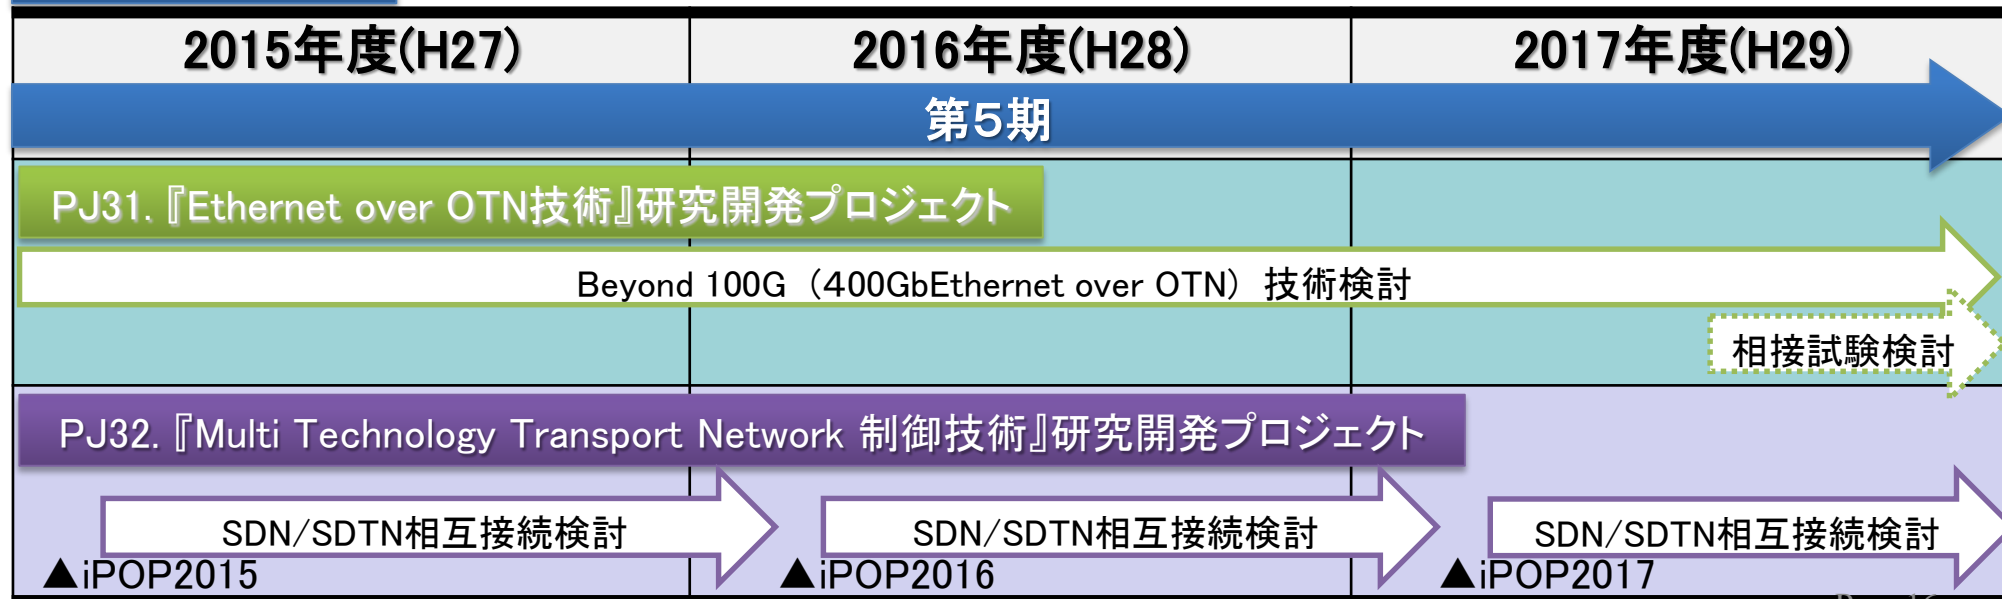 2015年度(H27) 2016年度(H28) 2017年度(H29)
第5期
PJ31.『Ethernet over OTN技術』研究開発プロジェクト
Beyond 100G（400GbEthernet over OTN）技術検討
相接試験検討
PJ32.『Multi Technology Transport Network 制御技術』研究開発プロジェクト
SDN/SDTN相互接続検討 SDN/SDTN相互接続検討 SDN/SDTN相互接続検討
▲iPOP2015 ▲iPOP2016 ▲iPOP2017